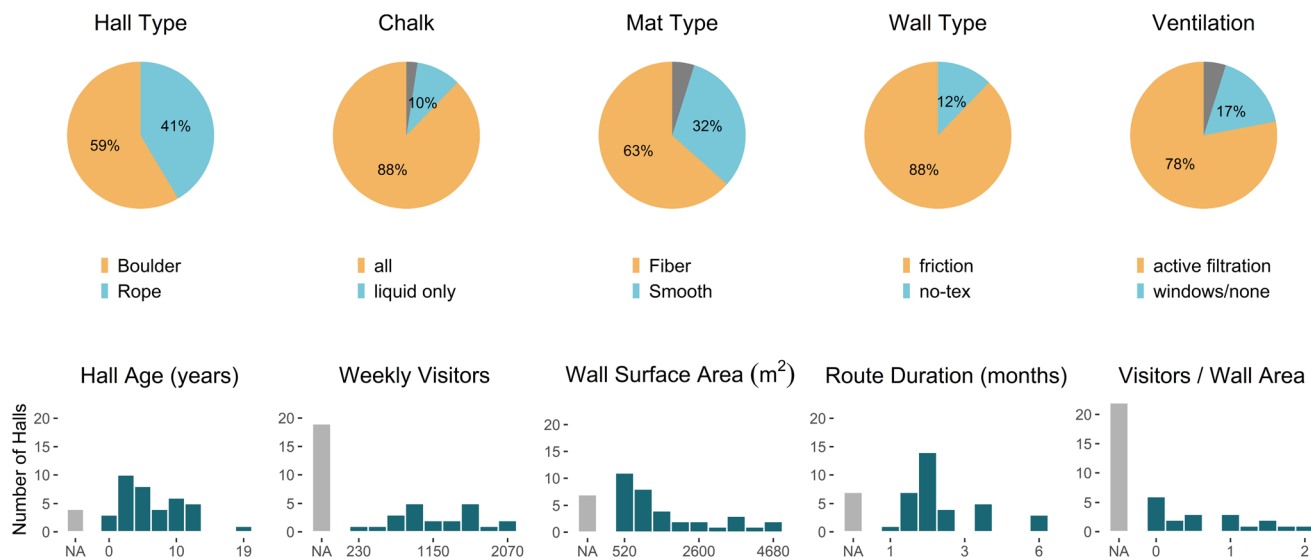 Hall Type Chalk Mat Type Wall Type Ventilation
41% 10% 32% 12% 17%
59% 88% 63% 88% 78%
Boulder all Fiber friction active filtration
Rope liquid only Smooth no-tex windows/none
Hall Age (years) Weekly Visitors Wall Surface Area (m²) Route Duration (months) Visitors / Wall Area
Number of Halls
20 20 20 20 20
15 15 15 15 15
10 10 10 10 10
5 5 5 5 5
0 0 0 0 0
NA 0 10 19 NA 230 1150 2070 NA 520 2600 4680 NA 1 3 6 NA 0 1 2